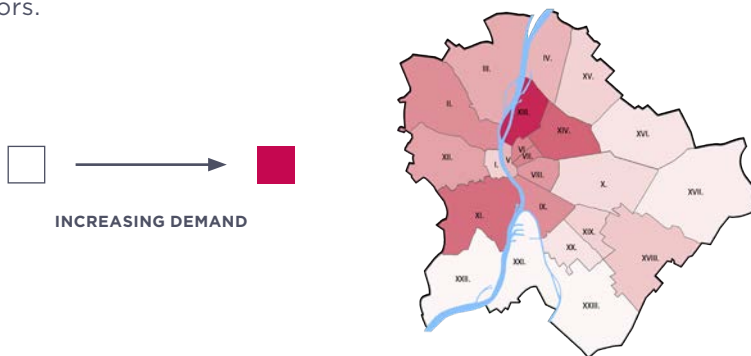 ors.
INCREASING DEMAND
IV.
III.
XV.
II.
XIII.
XIV.
XVI.
VI.
VII.
XII.
I.
V.
VIII.
X.
XVII.
XI.
IX.
XIX.
XX.
XVIII.
XXI.
XXII.
XXIII.